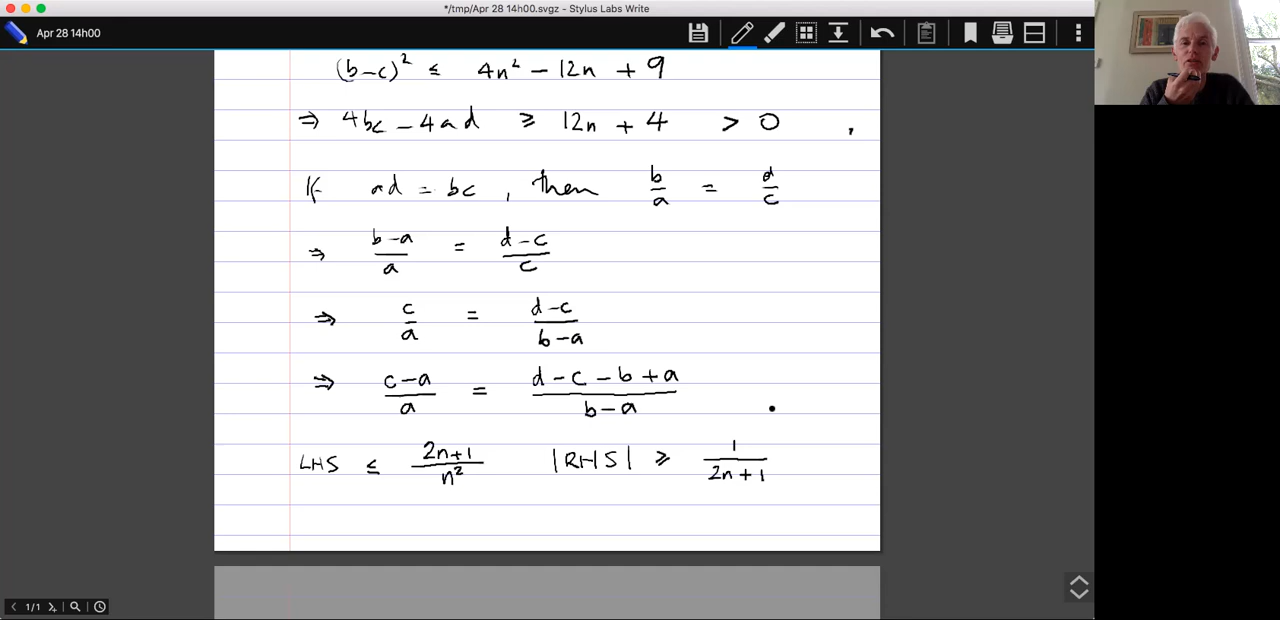 */tmp/Apr 28 14h00.svgz - Stylus Labs Write
Apr 28 14h00
(b-c)² ≤ 4n² - 12n + 9
⇒ 4bc - 4ad ≥ 12n + 4 > 0 ,
If ad = bc , then b/a = d/c
⇒ (b-a)/a = (d-c)/c
⇒ c/a = (d-c)/(b-a)
⇒ (c-a)/a = (d-c-b+a)/(b-a) .
LHS ≤ (2n+1)/n² |RHS| ≥ 1/(2n+1)
1/1